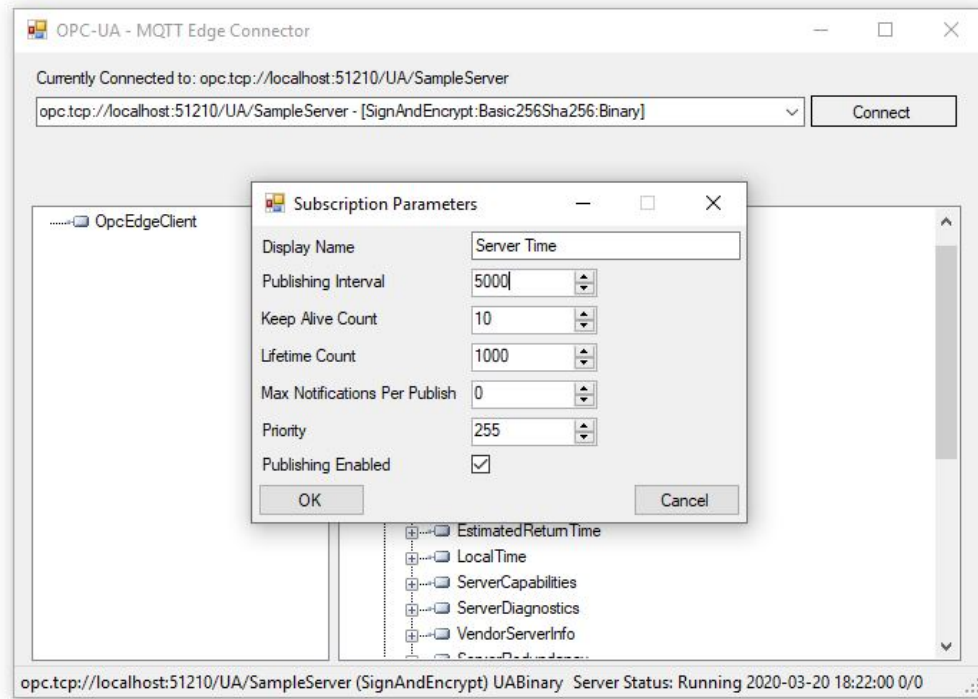 OPC-UA - MQTT Edge Connector
Currently Connected to: opc.tcp://localhost:51210/UA/SampleServer
opc.tcp://localhost:51210/UA/SampleServer - [SignAndEncrypt:Basic256Sha256:Binary]
Connect
OpcEdgeClient
Subscription Parameters
Display Name Server Time
Publishing Interval 5000
Keep Alive Count 10
Lifetime Count 1000
Max Notifications Per Publish 0
Priority 255
Publishing Enabled
OK Cancel
EstimatedReturnTime
LocalTime
ServerCapabilities
ServerDiagnostics
VendorServerInfo
ServerRedundancy
opc.tcp://localhost:51210/UA/SampleServer (SignAndEncrypt) UABinary Server Status: Running 2020-03-20 18:22:00 0/0